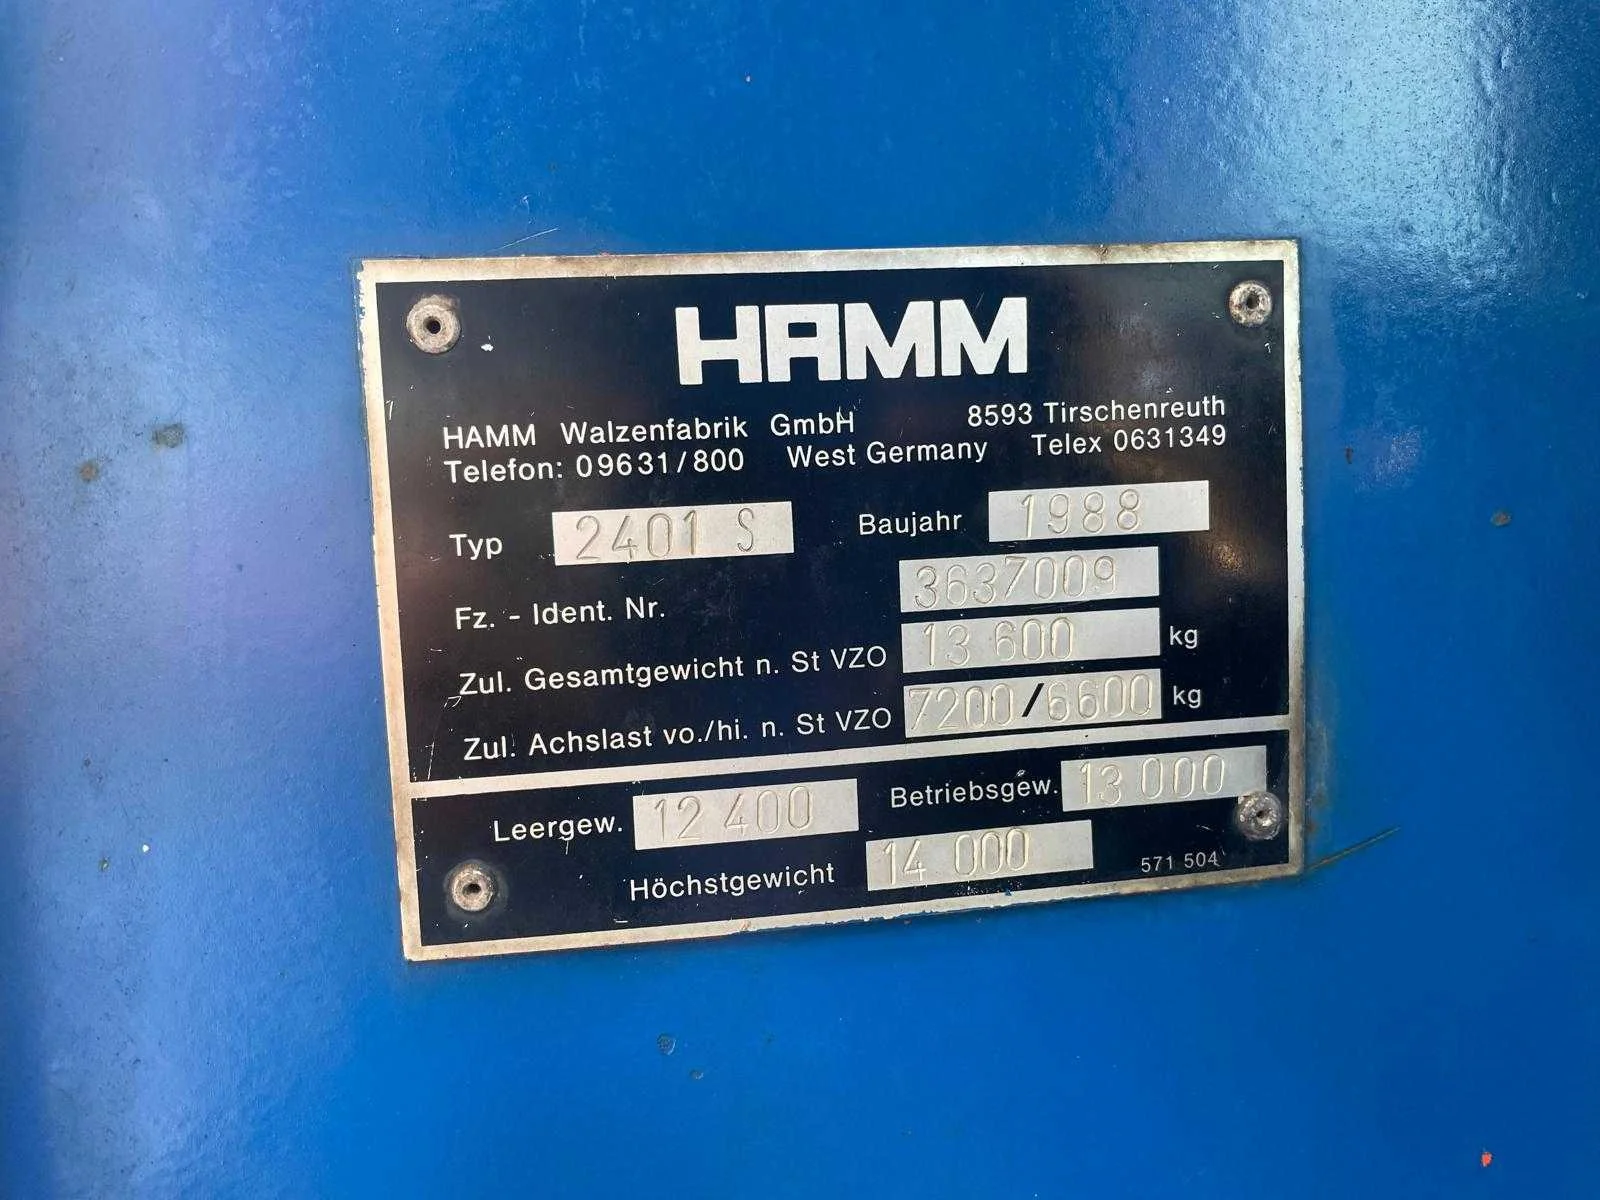 HAMM
HAMM Walzenfabrik GmbH 8593 Tirschenreuth
Telefon: 09631/800 West Germany Telex 0631349
Typ 2401 S Baujahr 1988
Fz. - Ident. Nr. 3637009
Zul. Gesamtgewicht n. St VZO 13 600 kg
Zul. Achslast vo./hi. n. St VZO 7200/6600 kg
Leergew. 12 400 Betriebsgew. 13 000
Höchstgewicht 14 000 571 504